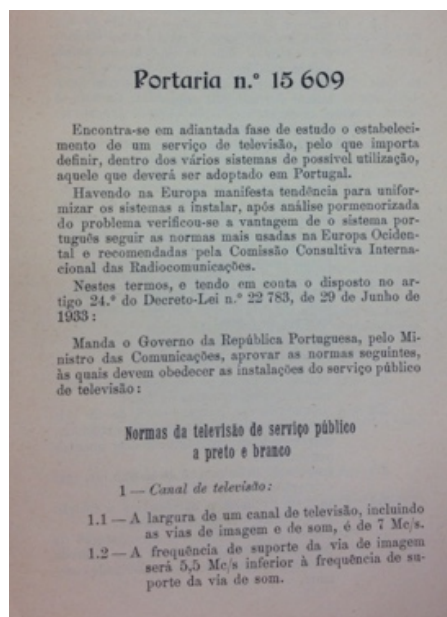 Portaria n.º 15 609
Encontra-se em adiantada fase de estudo o estabeleci-
mento de um serviço de televisão, pelo que importa
definir, dentro dos vários sistemas de possível utilização,
aquele que deverá ser adoptado em Portugal.
Havendo na Europa manifesta tendência para unifor-
mizar os sistemas a instalar, após análise pormenorizada
do problema verificou-se a vantagem de o sistema por-
tuguês seguir as normas mais usadas na Europa Ociden-
tal e recomendadas pela Comissão Consultiva Interna-
cional das Radiocomunicações.
Nestes termos, e tendo em conta o disposto no ar-
tigo 24.º do Decreto-Lei n.º 22 783, de 29 de Junho de
1933:
Manda o Governo da República Portuguesa, pelo Mi-
nistro das Comunicações, aprovar as normas seguintes,
às quais devem obedecer as instalações do serviço público
de televisão:
Normas da televisão de serviço público
a preto e branco
1 — Canal de televisão:
1.1 — A largura de um canal de televisão, incluindo
as vias de imagem e de som, é de 7 Mc/s.
1.2 — A frequência de suporte da via de imagem
será 5,5 Mc/s inferior à frequência de su-
porte da via de som.